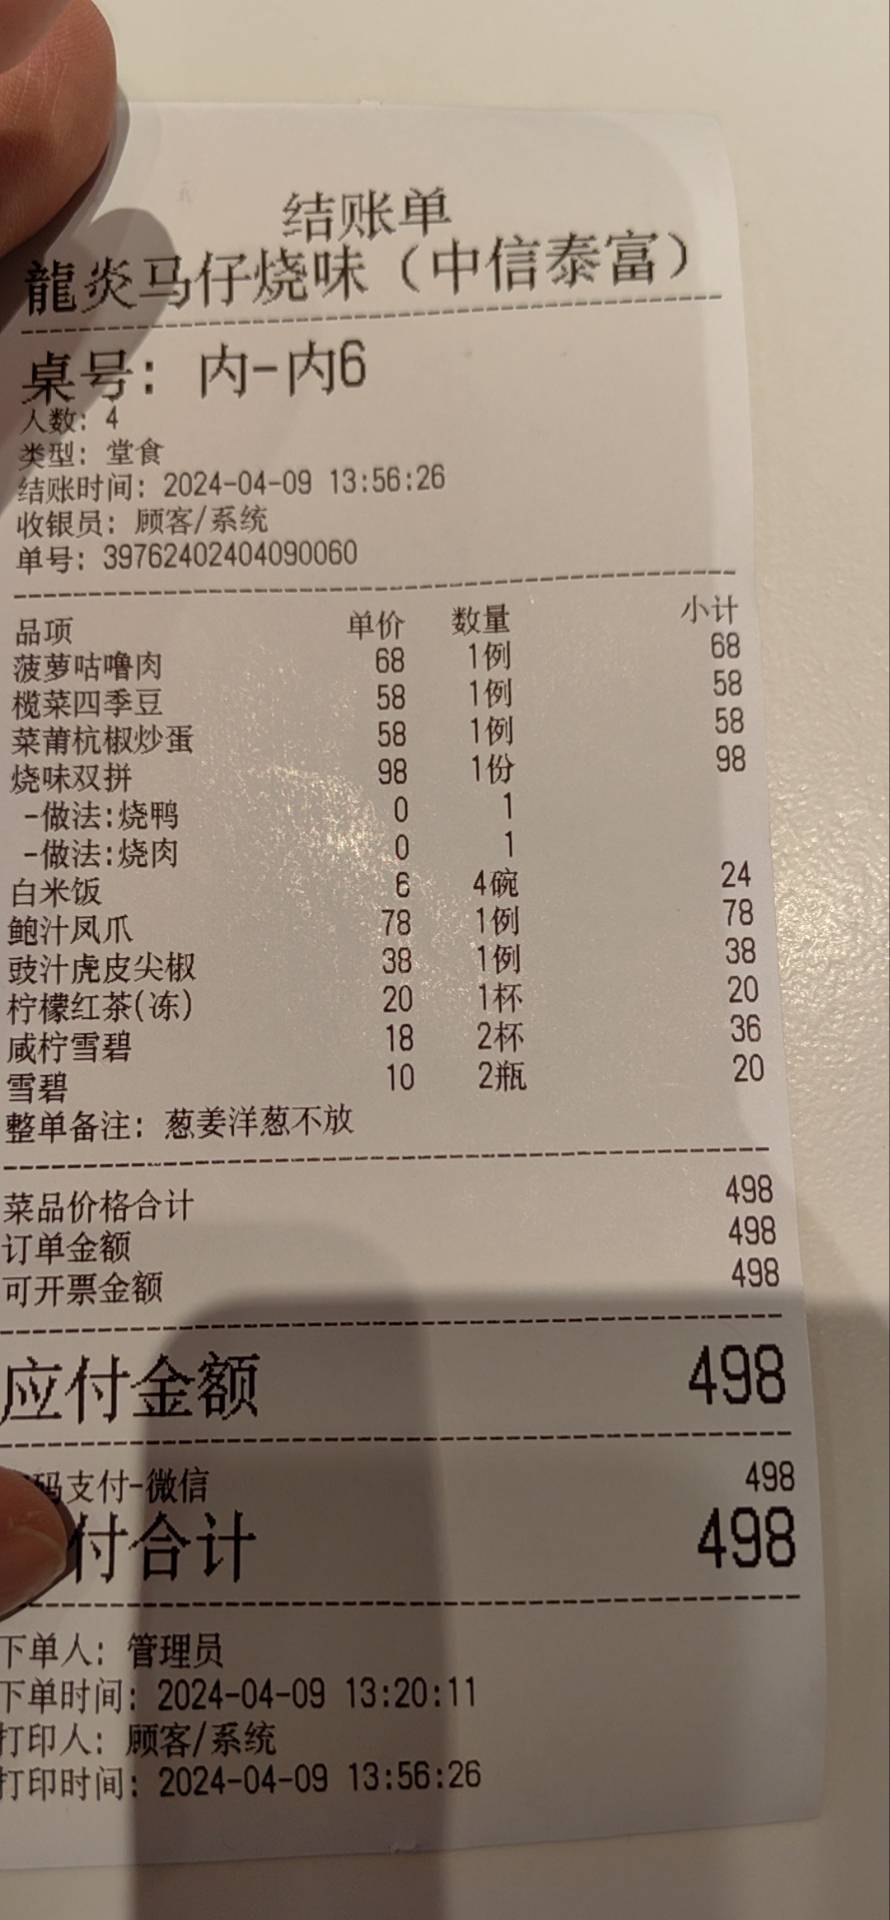 结账单
龍炎马仔烧味（中信泰富）
桌号: 内-内6
人数: 4
类型: 堂食
结账时间: 2024-04-09 13:56:26
收银员: 顾客/系统
单号: 39762402404090060
品项 单价 数量 小计
菠萝咕噜肉 68 1例 68
榄菜四季豆 58 1例 58
菜莆杭椒炒蛋 58 1例 58
烧味双拼 98 1份 98
-做法:烧鸭 0 1
-做法:烧肉 0 1
白米饭 6 4碗 24
鲍汁凤爪 78 1例 78
豉汁虎皮尖椒 38 1例 38
柠檬红茶(冻) 20 1杯 20
咸柠雪碧 18 2杯 36
雪碧 10 2瓶 20
整单备注: 葱姜洋葱不放
菜品价格合计 498
订单金额 498
可开票金额 498
应付金额 498
码支付-微信 498
付合计 498
下单人: 管理员
下单时间: 2024-04-09 13:20:11
打印人: 顾客/系统
打印时间: 2024-04-09 13:56:26